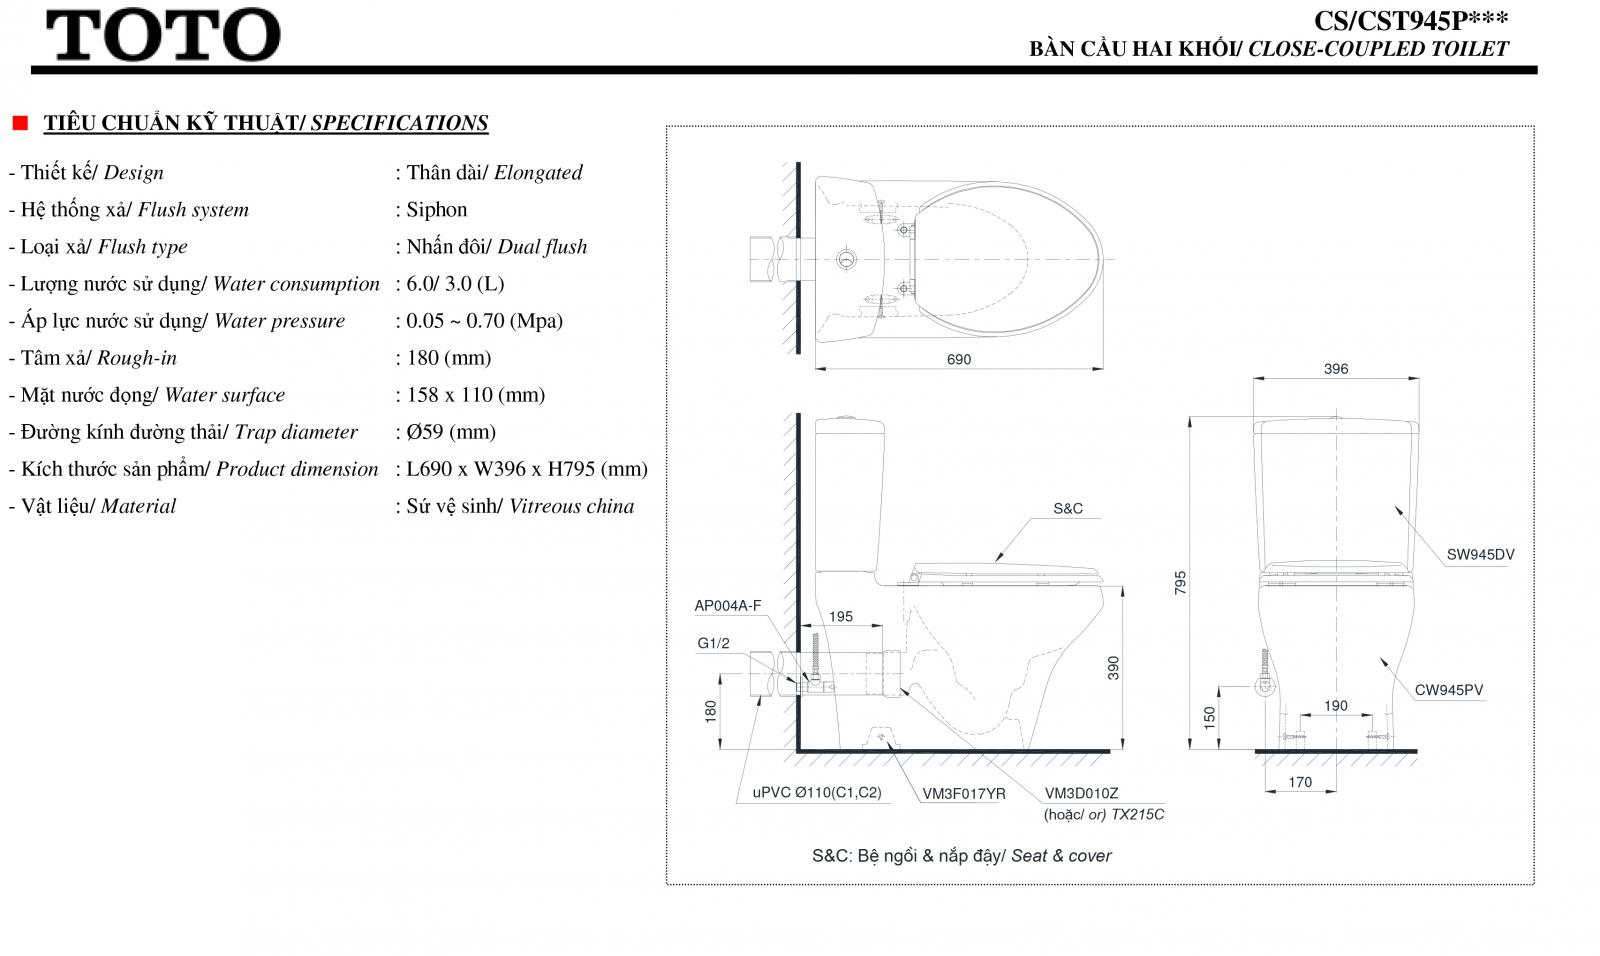 TOTO
CS/CST945P***
BÀN CẦU HAI KHỐI/ CLOSE-COUPLED TOILET
TIÊU CHUẨN KỸ THUẬT/ SPECIFICATIONS
- Thiết kế/ Design : Thân dài/ Elongated
- Hệ thống xả/ Flush system : Siphon
- Loại xả/ Flush type : Nhấn đôi/ Dual flush
- Lượng nước sử dụng/ Water consumption : 6.0/ 3.0 (L)
- Áp lực nước sử dụng/ Water pressure : 0.05 ~ 0.70 (Mpa)
- Tâm xả/ Rough-in : 180 (mm)
- Mặt nước đọng/ Water surface : 158 x 110 (mm)
- Đường kính đường thải/ Trap diameter : Ø59 (mm)
- Kích thước sản phẩm/ Product dimension : L690 x W396 x H795 (mm)
- Vật liệu/ Material : Sứ vệ sinh/ Vitreous china
690
396
S&C
SW945DV
795
AP004A-F
195
G1/2
390
CW945PV
180
150
190
170
uPVC Ø110(C1,C2)
VM3F017YR
VM3D010Z
(hoặc/ or) TX215C
S&C: Bệ ngồi & nắp đậy/ Seat & cover